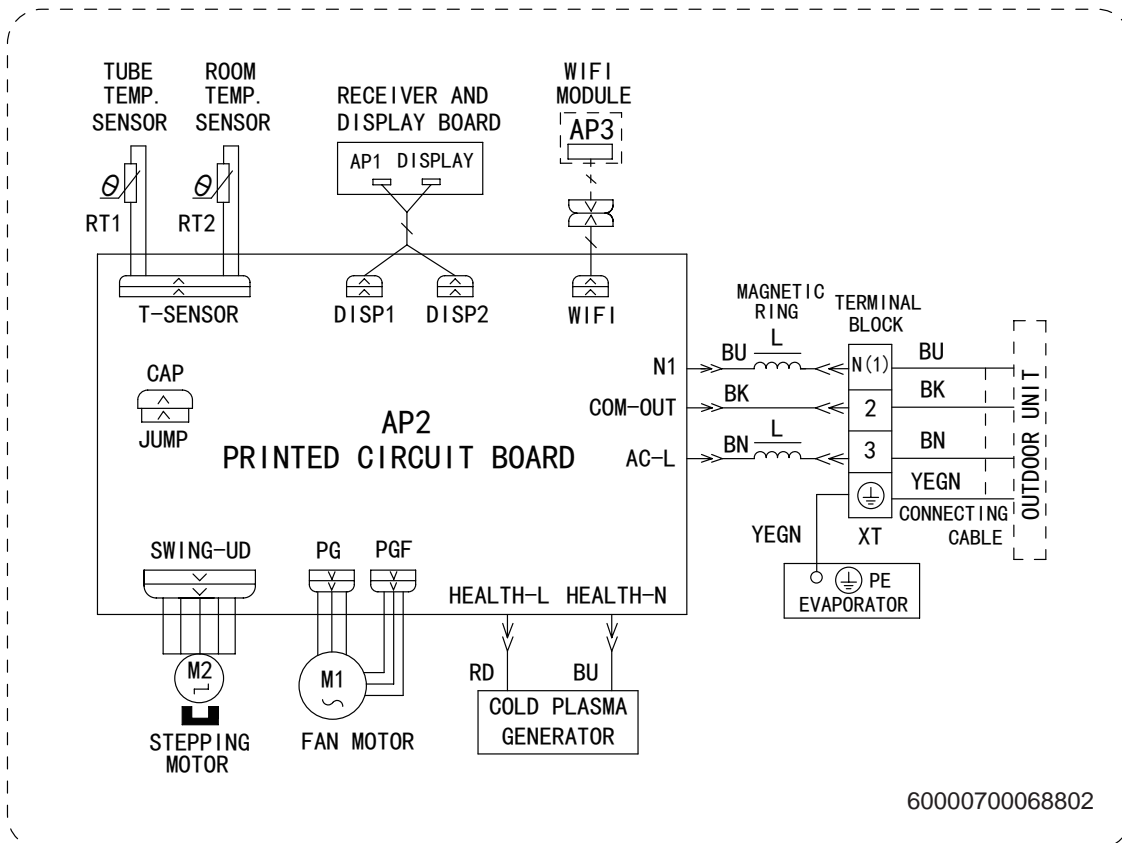 TUBE
TEMP.
SENSOR
ROOM
TEMP.
SENSOR
RECEIVER AND
DISPLAY BOARD
WIFI
MODULE
AP3
AP1 DISPLAY
θ
RT1
θ
RT2
T-SENSOR
DISP1
DISP2
WIFI
MAGNETIC
RING
TERMINAL
BLOCK
CAP
JUMP
AP2
PRINTED CIRCUIT BOARD
N1
BU
L
N(1)
BU
COM-OUT
BK
2
BK
AC-L
BN
L
3
BN
YEGN
XT
CONNECTING
CABLE
OUTDOOR UNIT
YEGN
PE
EVAPORATOR
SWING-UD
PG
PGF
HEALTH-L
HEALTH-N
M2
STEPPING
MOTOR
M1
FAN MOTOR
RD
BU
COLD PLASMA
GENERATOR
60000700068802